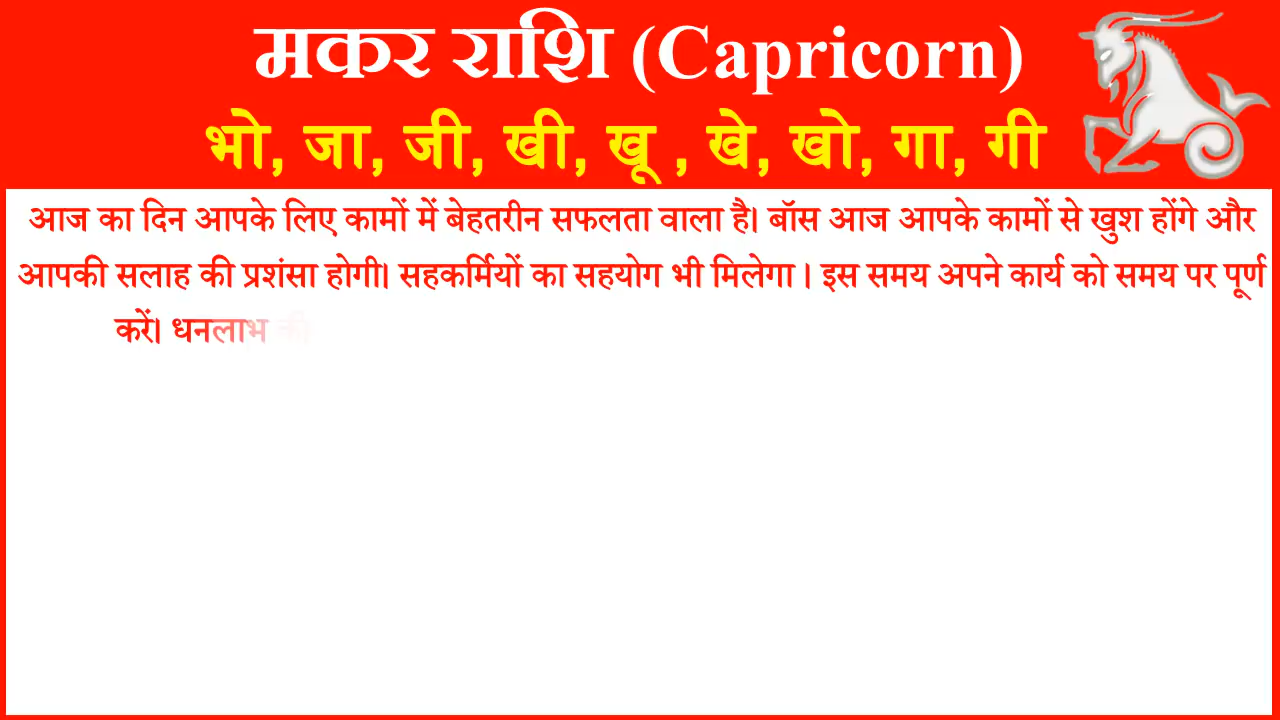 मकर राशि (Capricorn)
भो, जा, जी, खी, खू , खे, खो, गा, गी
आज का दिन आपके लिए कामों में बेहतरीन सफलता वाला है। बॉस आज आपके कामों से खुश होंगे और
आपकी सलाह की प्रशंसा होगी। सहकर्मियों का सहयोग भी मिलेगा । इस समय अपने कार्य को समय पर पूर्ण
करें। धनलाभ